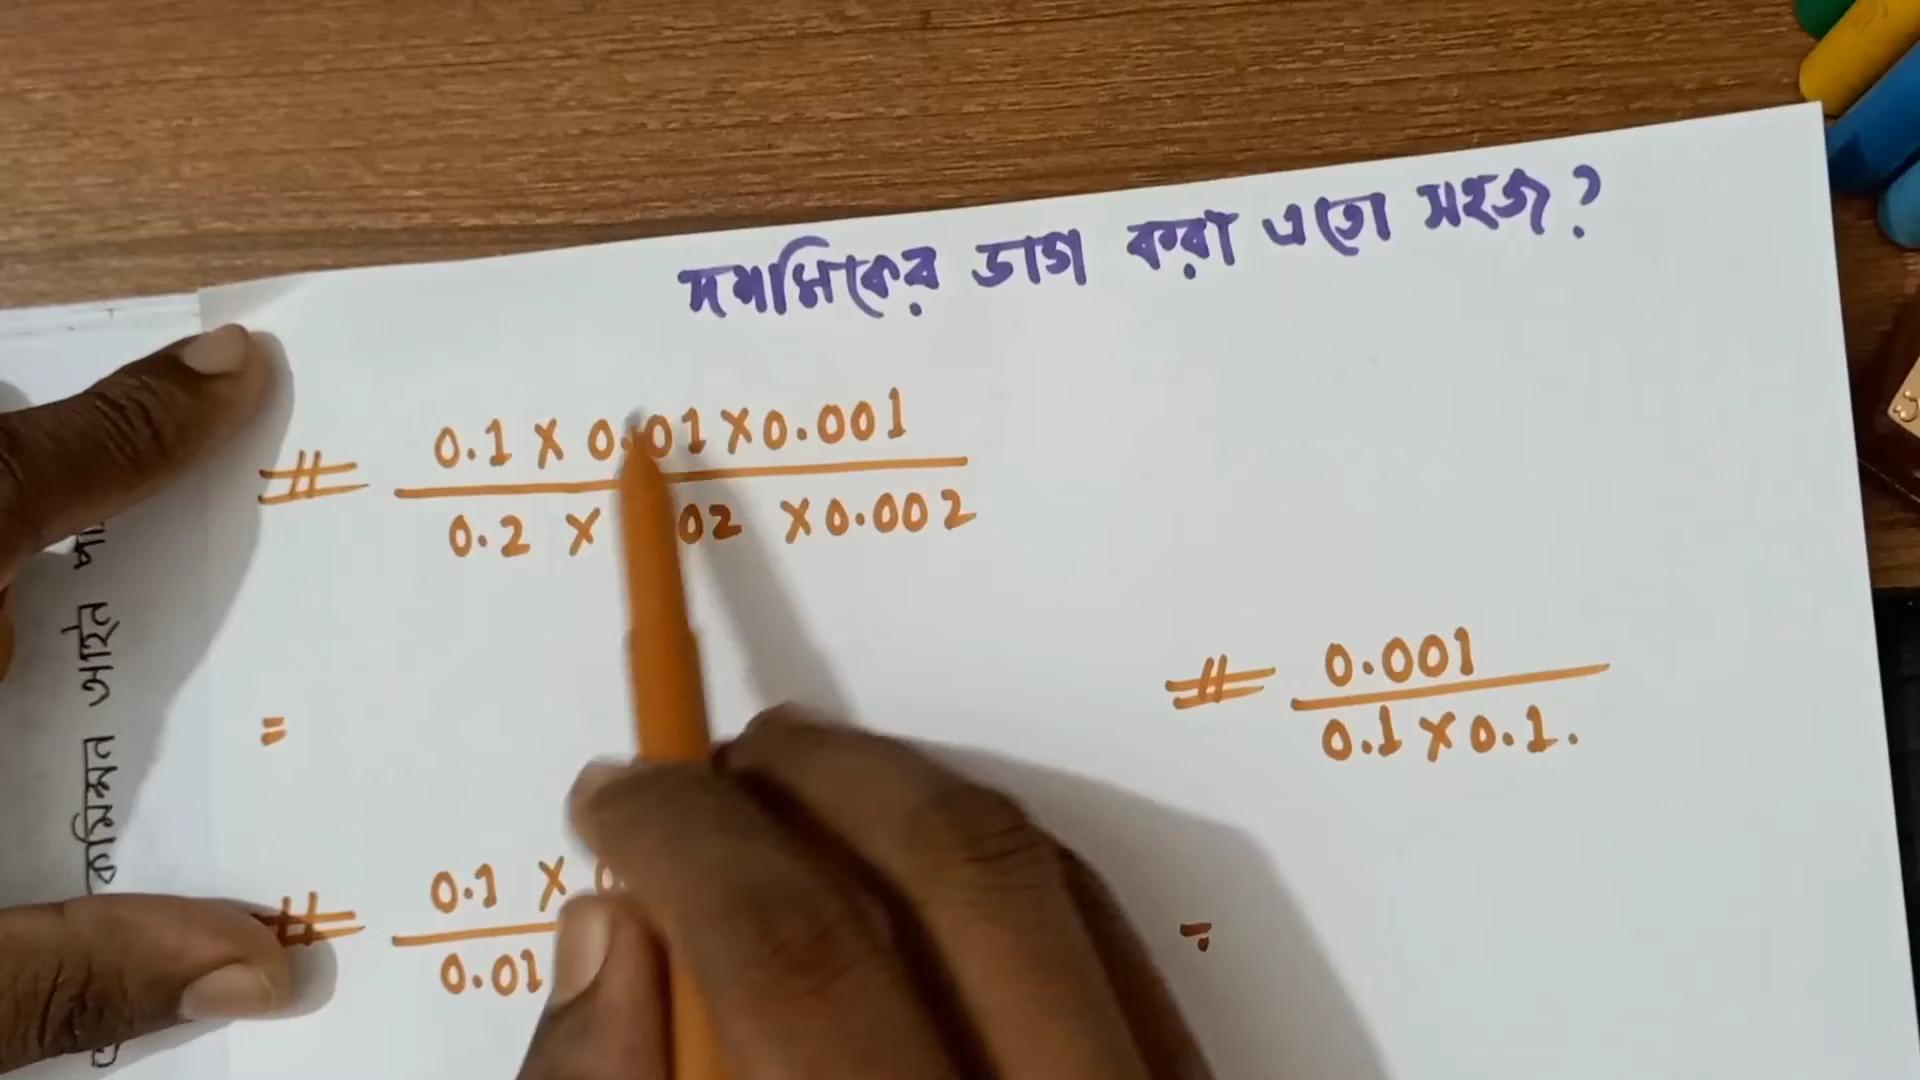 দশমিকের ভাগ করা এতো সহজ?
0.1 X 0.01 X 0.001
0.2 X 02 X 0.002
=
0.001
0.1 X 0.1.
0.1 X
0.01
=